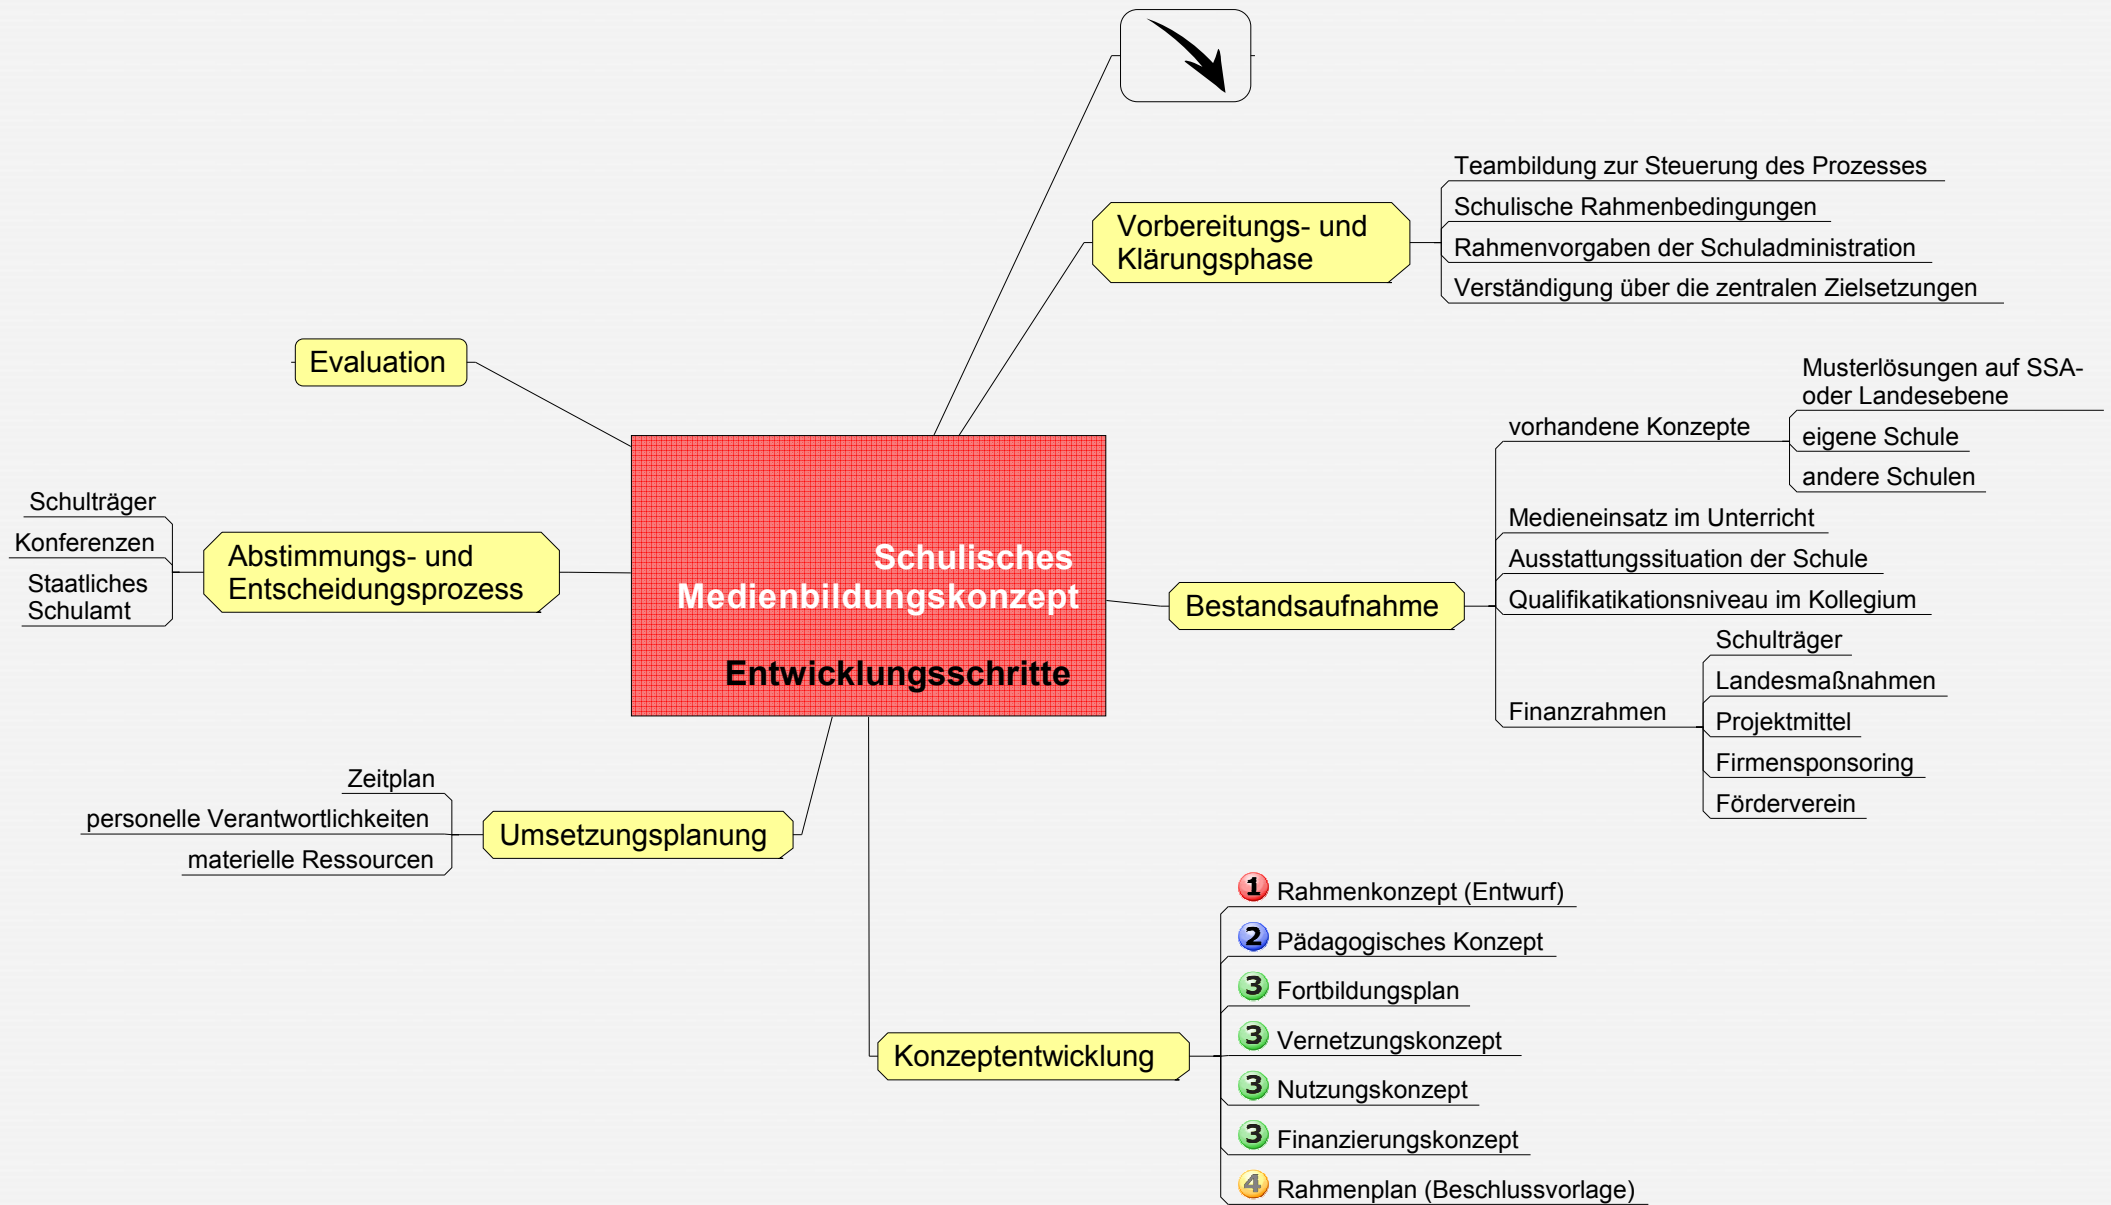 Schulisches
Medienbildungskonzept
Entwicklungsschritte
Vorbereitungs- und
Klärungsphase
Teambildung zur Steuerung des Prozesses
Schulische Rahmenbedingungen
Rahmenvorgaben der Schuladministration
Verständigung über die zentralen Zielsetzungen
Bestandsaufnahme
vorhandene Konzepte
Musterlösungen auf SSA-
oder Landesebene
eigene Schule
andere Schulen
Medieneinsatz im Unterricht
Ausstattungssituation der Schule
Qualifikatikationsniveau im Kollegium
Finanzrahmen
Schulträger
Landesmaßnahmen
Projektmittel
Firmensponsoring
Förderverein
Konzeptentwicklung
1 Rahmenkonzept (Entwurf)
2 Pädagogisches Konzept
3 Fortbildungsplan
3 Vernetzungskonzept
3 Nutzungskonzept
3 Finanzierungskonzept
4 Rahmenplan (Beschlussvorlage)
Umsetzungsplanung
Zeitplan
personelle Verantwortlichkeiten
materielle Ressourcen
Abstimmungs- und
Entscheidungsprozess
Schulträger
Konferenzen
Staatliches
Schulamt
Evaluation